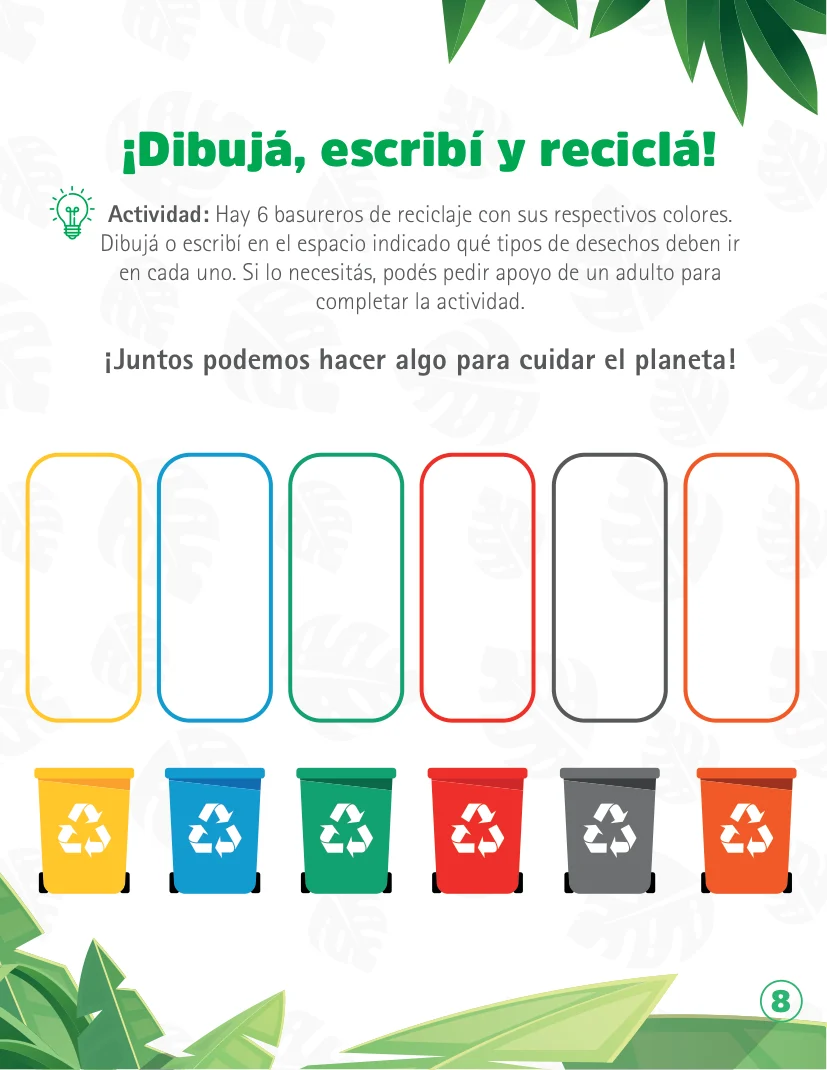 ¡Dibujá, escribí y reciclá!
Actividad: Hay 6 basureros de reciclaje con sus respectivos colores.
Dibujá o escribí en el espacio indicado qué tipos de desechos deben ir
en cada uno. Si lo necesitás, podés pedir apoyo de un adulto para
completar la actividad.
¡Juntos podemos hacer algo para cuidar el planeta!
8